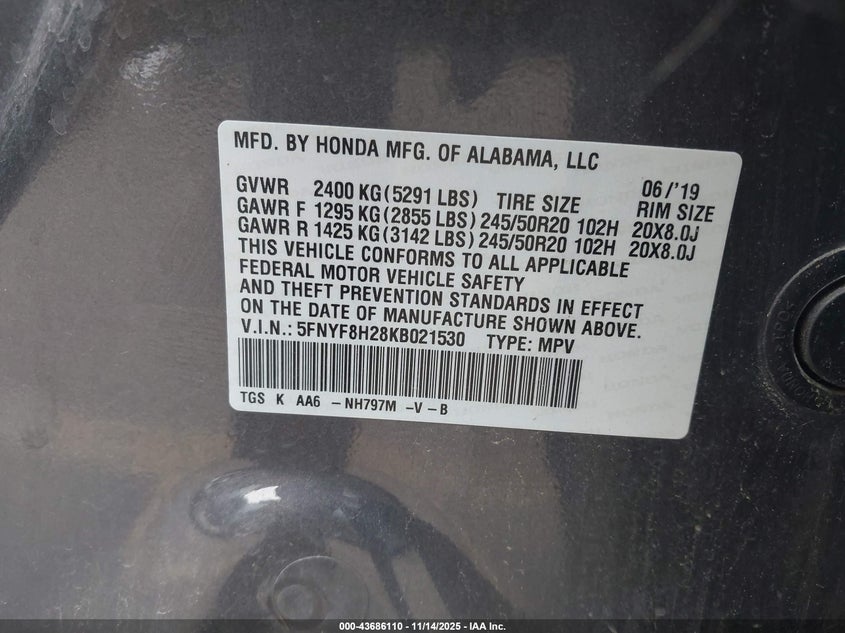 MFD. BY HONDA MFG. OF ALABAMA, LLC
06/'19
GVWR 2400 KG(5291 LBS) TIRE SIZE RIM SIZE
GAWR F 1295 KG(2855 LBS)245/50R20 102H 20X8.0J
GAWR R 1425 KG(3142 LBS)245/50R20 102H 20X8.0J
THIS VEHICLE CONFORMS TO ALL APPLICABLE
FEDERAL MOTOR VEHICLE SAFETY
AND THEFT PREVENTION STANDARDS IN EFFECT
ON THE DATE OF MANUFACTURE SHOWN ABOVE.
V.I.N.: 5FNYF8H28KB021530 TYPE: MPV
TGS K AA6 -NH797M -V -B
000-43686110 - 11/14/2025 - IAA Inc.